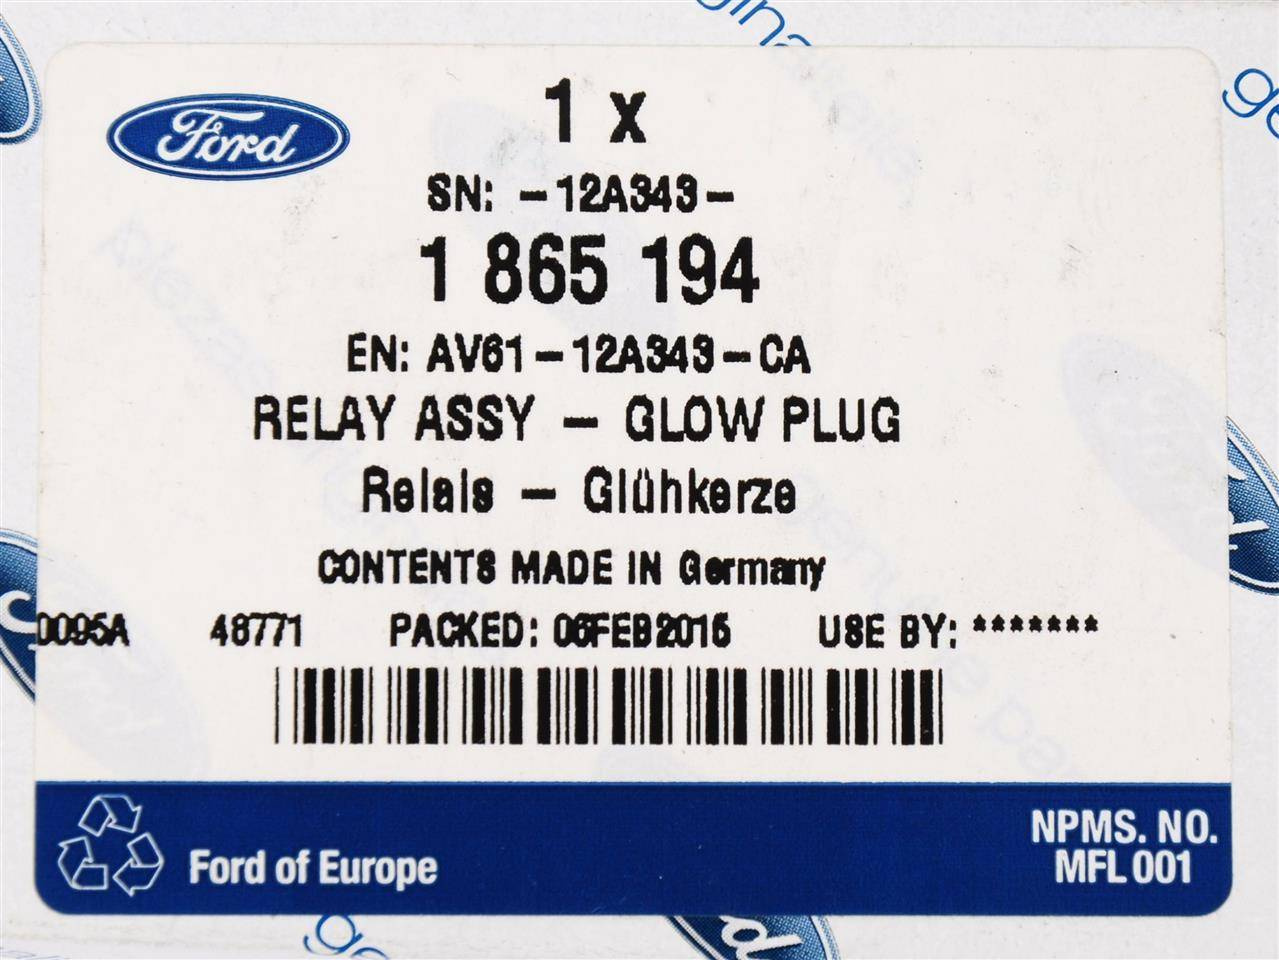 Ford
1 x
SN: -12A343-
1 865 194
EN: AV61-12A343-CA
RELAY ASSY - GLOW PLUG
Relais - Glühkerze
CONTENTS MADE IN Germany
0095A 48771 PACKED: 06FEB2015 USE BY: *******
Ford of Europe
NPMS. NO.
MFL 001